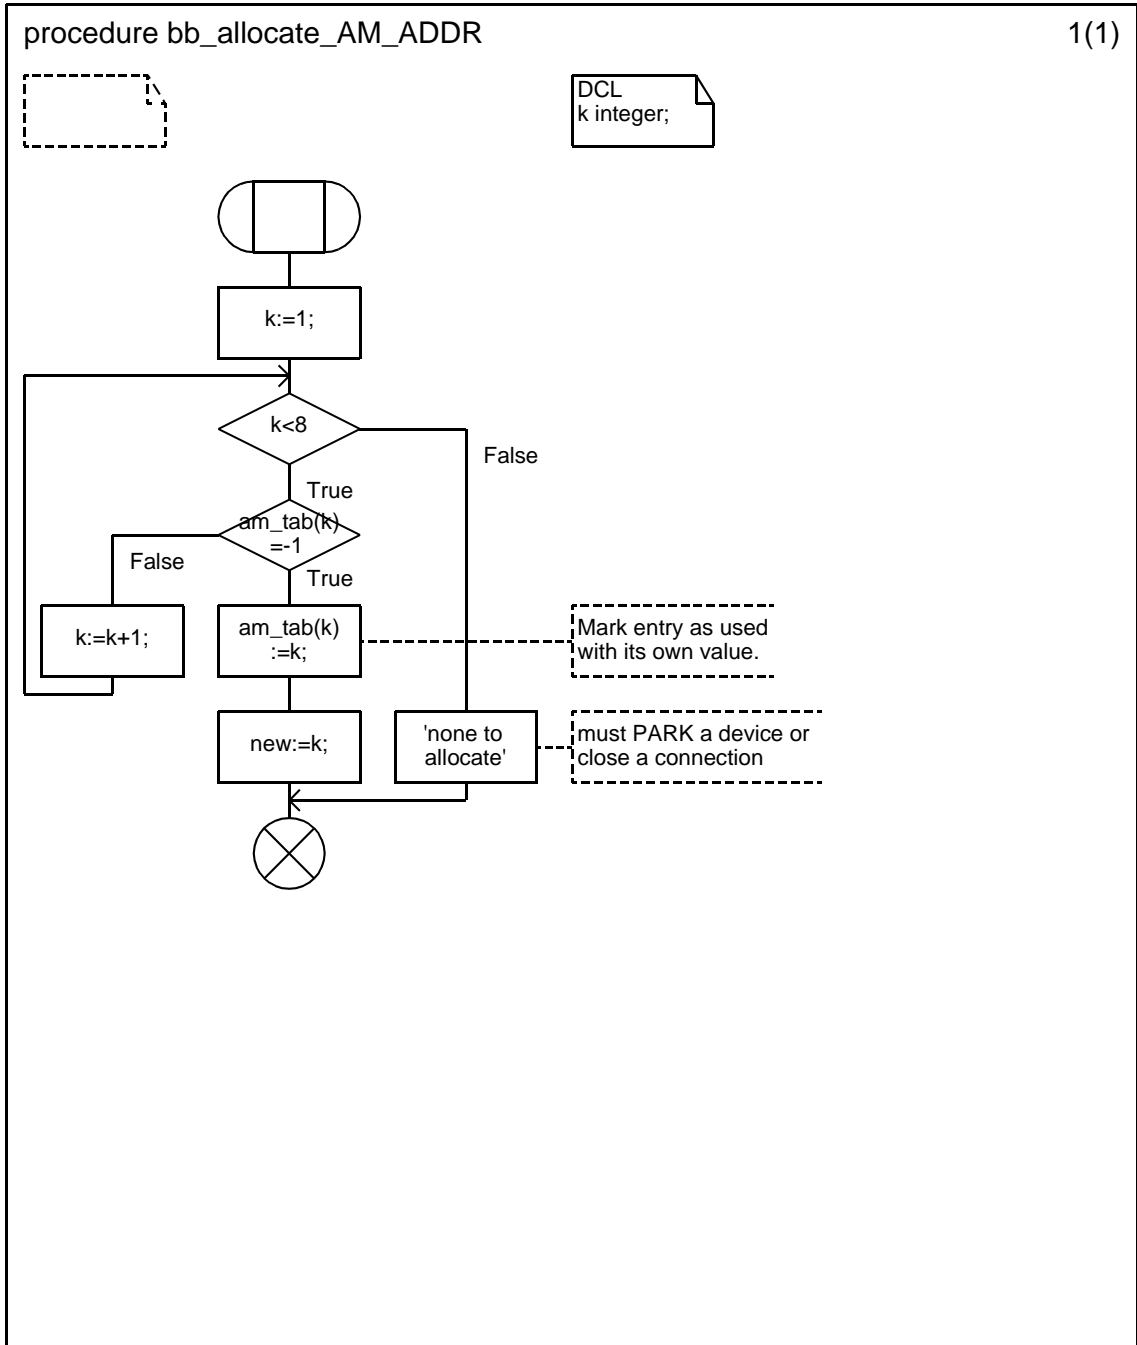 procedure bb_allocate_AM_ADDR 1(1)
DCL
k integer;
k:=1;
k<8
False
True
am_tab(k)
=-1
False
True
k:=k+1;
am_tab(k)
:=k;
Mark entry as used
with its own value.
new:=k;
'none to
allocate'
must PARK a device or
close a connection